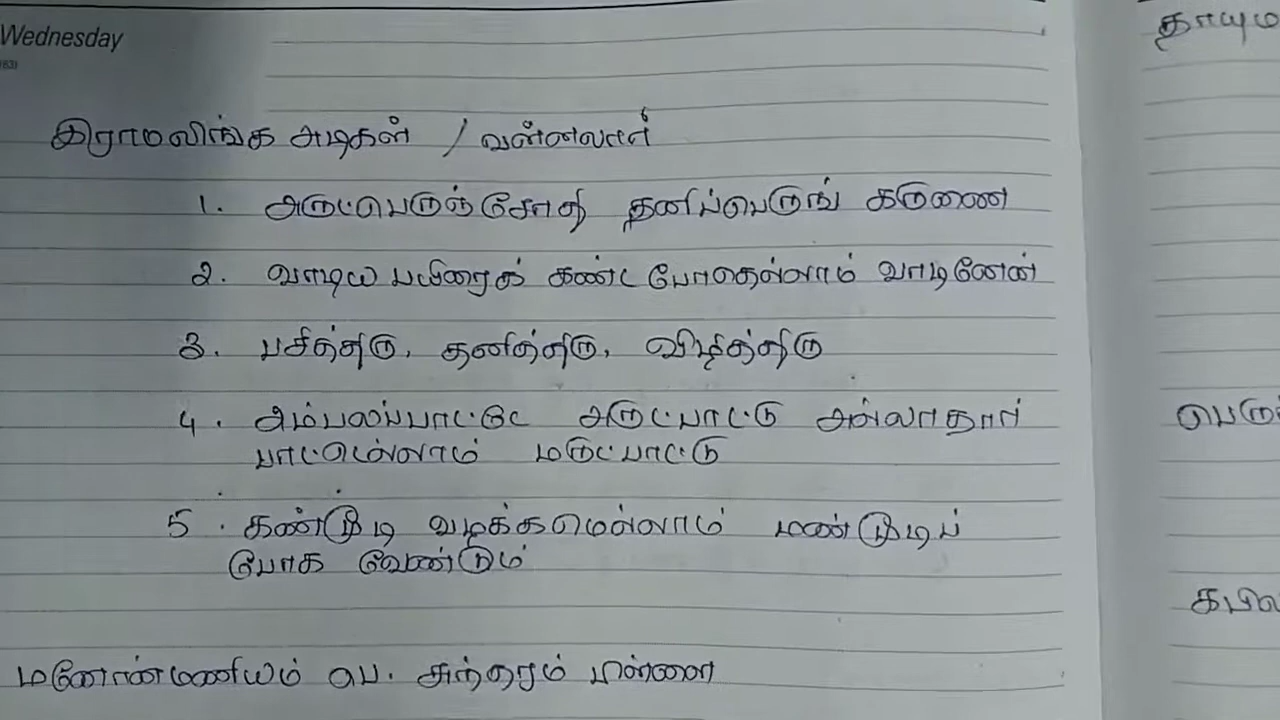 Wednesday
இராமலிங்க அடிகள் / வள்ளலார்
1. அருட்பெருஞ்சோதி தனிப்பெருங் கருணை
2. வாடிய பயிரைக் கண்ட போதெல்லாம் வாடினேன்
3. பசித்திரு, தனித்திரு, விழித்திரு
4. அம்பலப்பாட்டே அருட்பாட்டு அல்லாதார்
பாட்டெல்லாம் மருட்பாட்டு
5. கண்மூடி வழக்கமெல்லாம் மண்மூடிப்
போக வேண்டும்
மனோன்மணியம் பெ. சுந்தரம் பிள்ளை